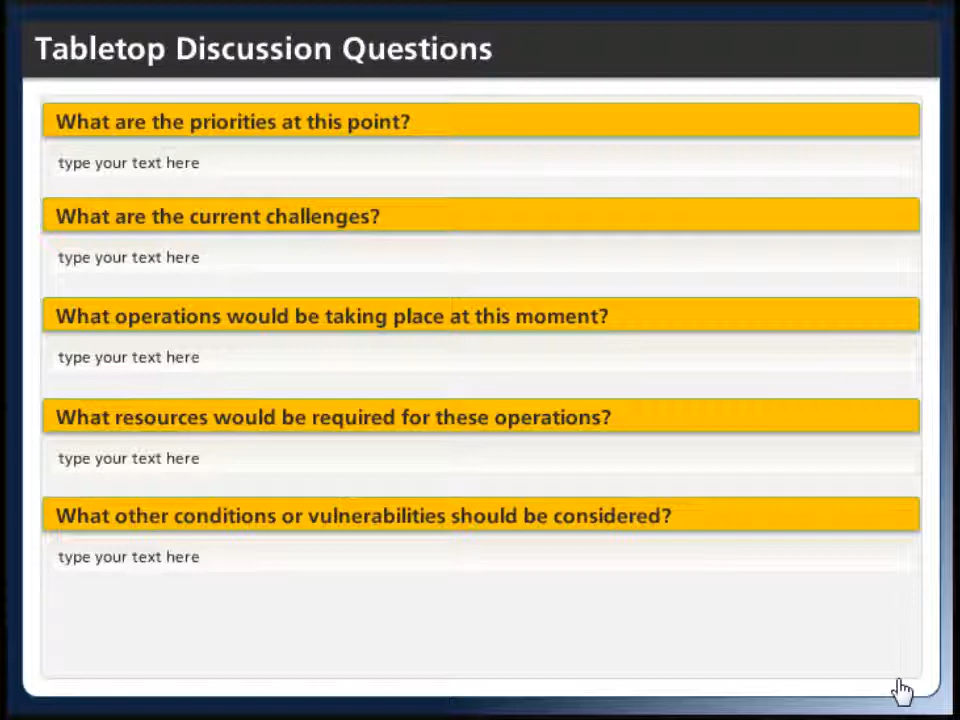 Tabletop Discussion Questions
What are the priorities at this point?
type your text here
What are the current challenges?
type your text here
What operations would be taking place at this moment?
type your text here
What resources would be required for these operations?
type your text here
What other conditions or vulnerabilities should be considered?
type your text here